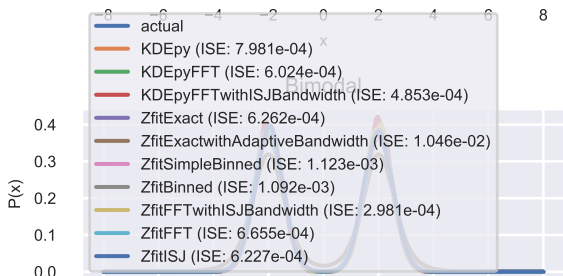 −8 −6 −4 −2 0 2 4 6 8
x
Bimodal
actual
KDEpy (ISE: 7.981e-04)
KDEpyFFT (ISE: 6.024e-04)
KDEpyFFTwithISJBandwidth (ISE: 4.853e-04)
ZfitExact (ISE: 6.262e-04)
ZfitExactwithAdaptiveBandwidth (ISE: 1.046e-02)
ZfitSimpleBinned (ISE: 1.123e-03)
ZfitBinned (ISE: 1.092e-03)
ZfitFFTwithISJBandwidth (ISE: 2.981e-04)
ZfitFFT (ISE: 6.655e-04)
ZfitISJ (ISE: 6.227e-04)
P(x)
0.4
0.3
0.2
0.1
0.0